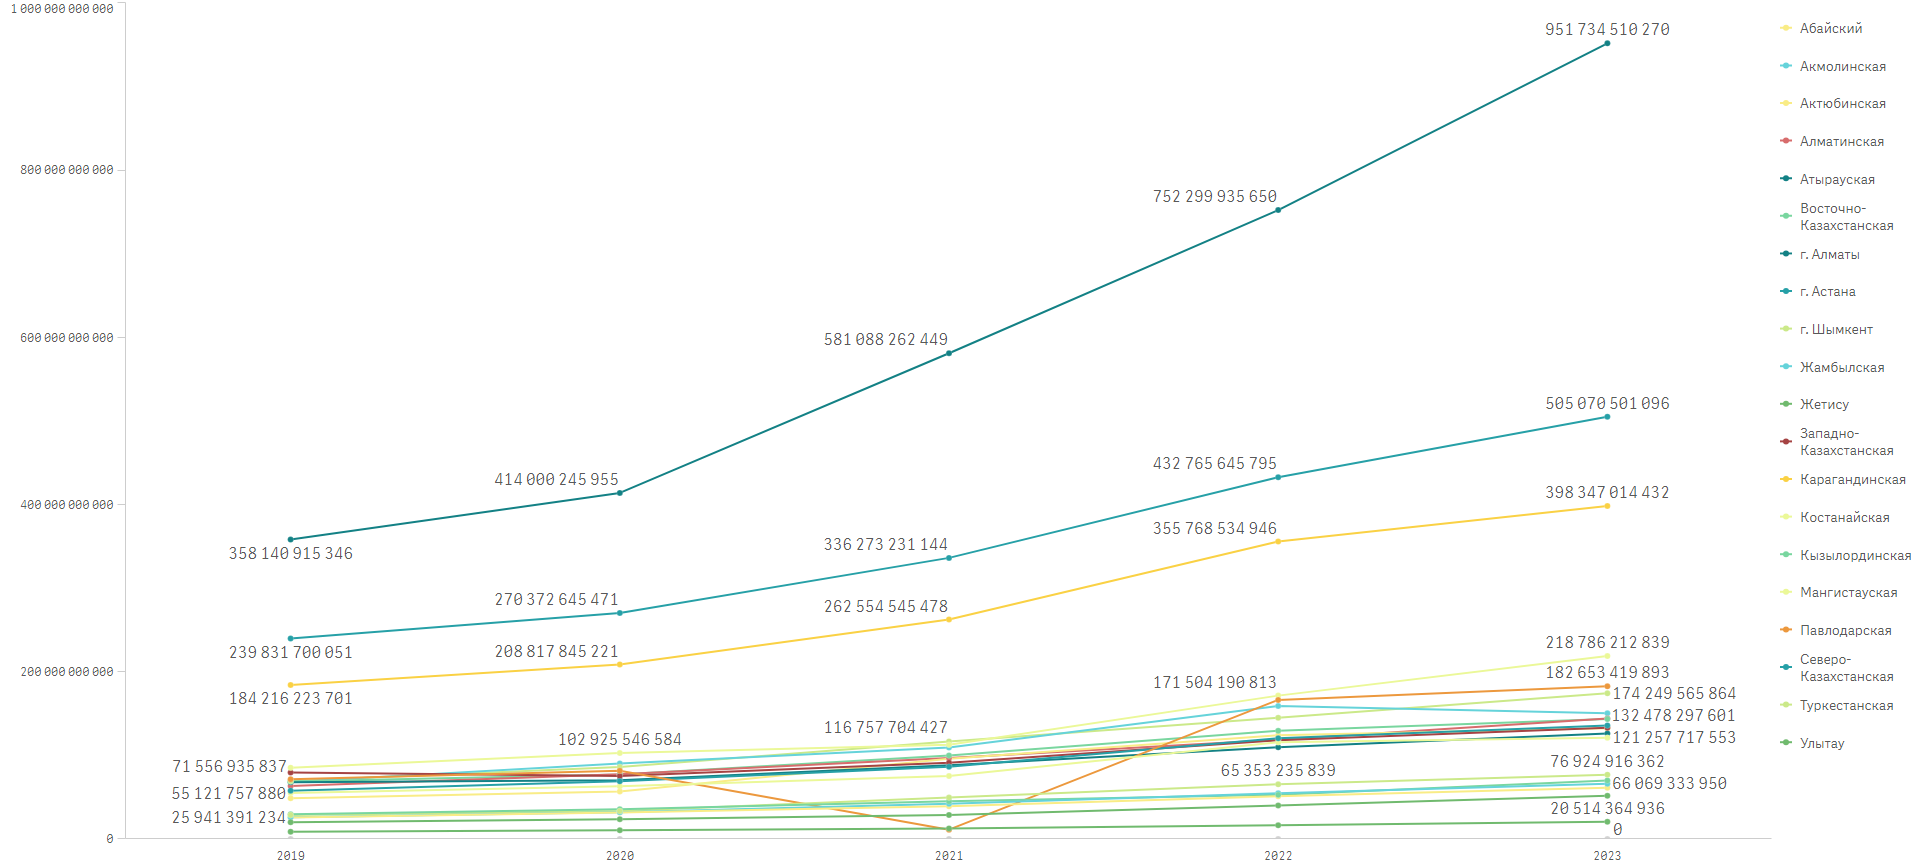 1 000 000 000 000
800 000 000 000
600 000 000 000
400 000 000 000
200 000 000 000
0
951 734 510 270
752 299 935 650
581 088 262 449
505 070 501 096
414 000 245 955
432 765 645 795
398 347 014 432
358 140 915 346
336 273 231 144
355 768 534 946
270 372 645 471
262 554 545 478
239 831 700 051
208 817 845 221
184 216 223 701
218 786 212 839
182 653 419 893
171 504 190 813
174 249 565 864
132 478 297 601
116 757 704 427
102 925 546 584
121 257 717 553
71 556 935 837
76 924 916 362
65 353 235 839
66 069 333 950
55 121 757 880
20 514 364 936
25 941 391 234
0
2019
2020
2021
2022
2023
Абайский
Акмолинская
Актюбинская
Алматинская
Атырауская
Восточно-
Казахстанская
г. Алматы
г. Астана
г. Шымкент
Жамбылская
Жетису
Западно-
Казахстанская
Карагандинская
Костанайская
Кызылординская
Мангистауская
Павлодарская
Северо-
Казахстанская
Туркестанская
Улытау